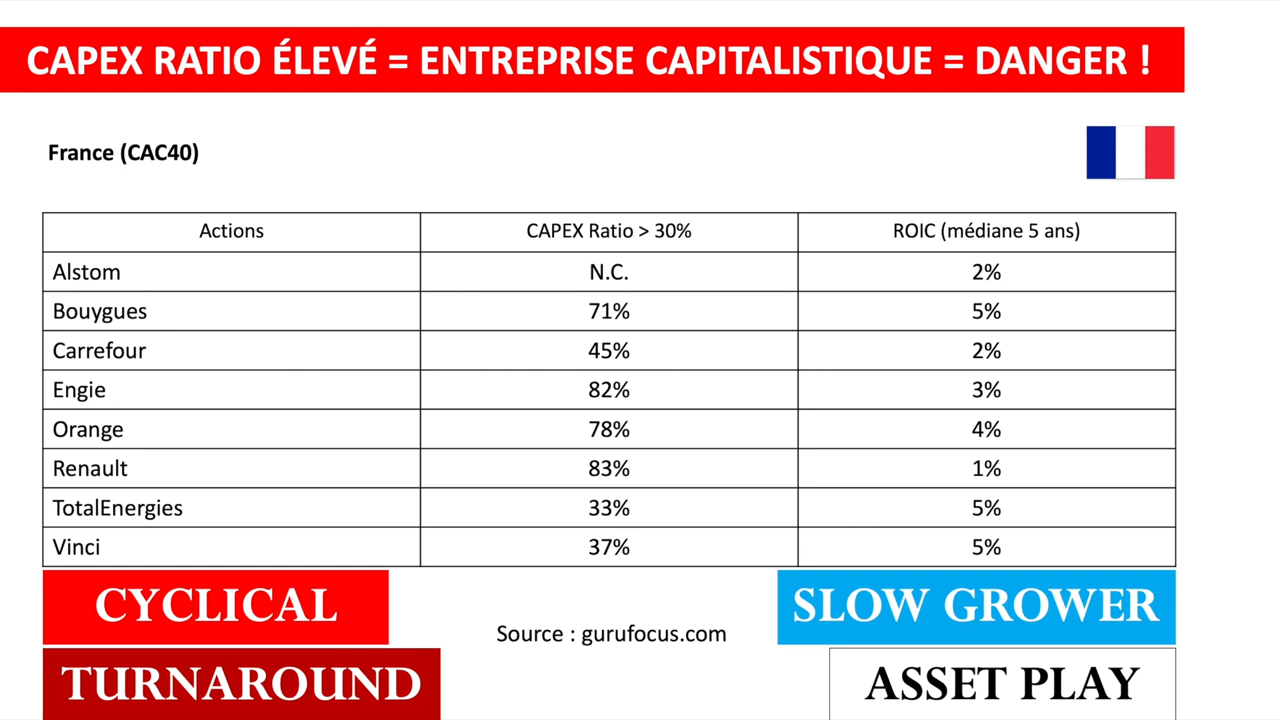 CAPEX RATIO ÉLEVÉ = ENTREPRISE CAPITALISTIQUE = DANGER !
France (CAC40)
Actions CAPEX Ratio > 30% ROIC (médiane 5 ans)
Alstom N.C. 2%
Bouygues 71% 5%
Carrefour 45% 2%
Engie 82% 3%
Orange 78% 4%
Renault 83% 1%
TotalEnergies 33% 5%
Vinci 37% 5%
CYCLICAL
SLOW GROWER
Source : gurufocus.com
TURNAROUND
ASSET PLAY